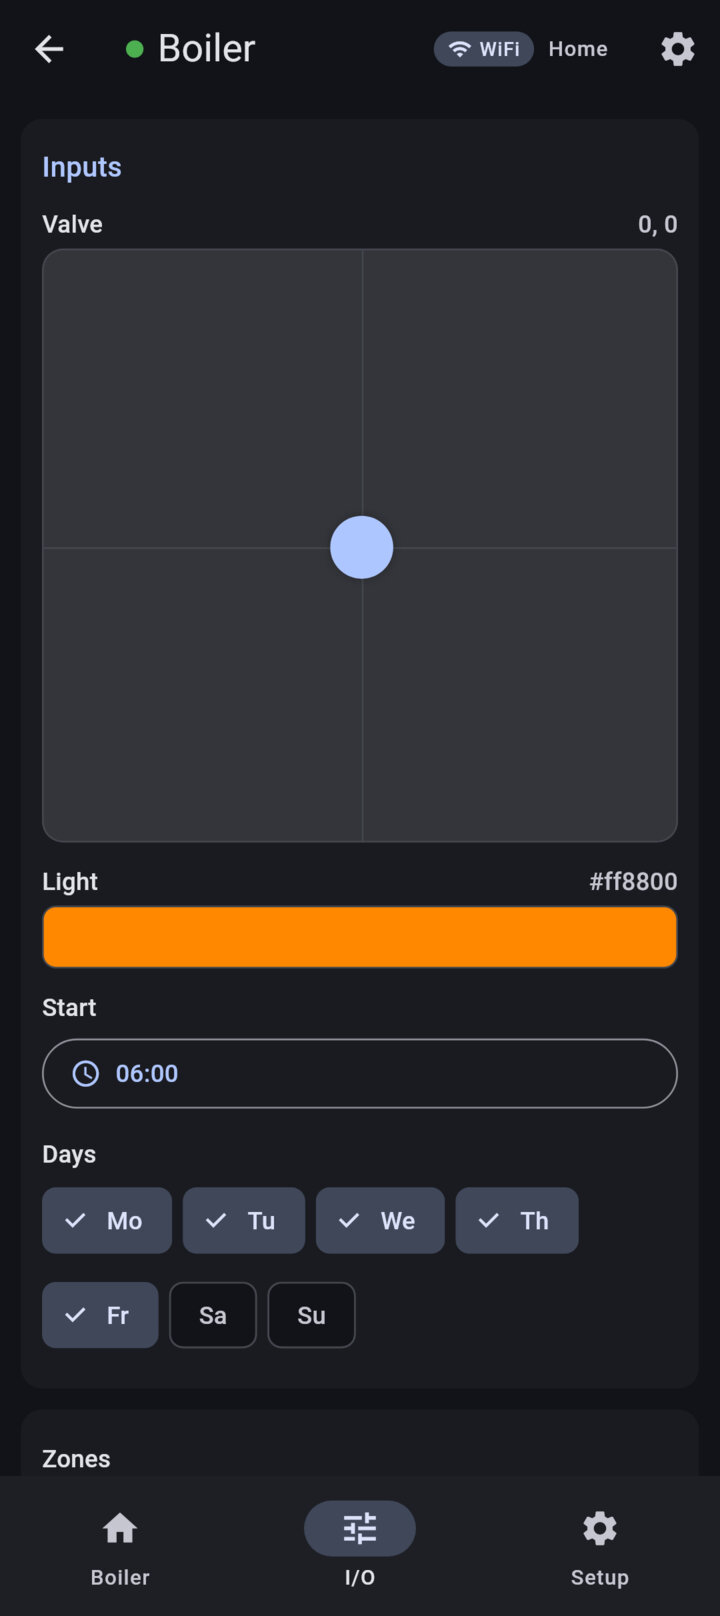 Boiler WiFi Home
Inputs
Valve 0, 0
Light #ff8800
Start
06:00
Days
Mo Tu We Th
Fr Sa Su
Zones
Boiler I/O Setup